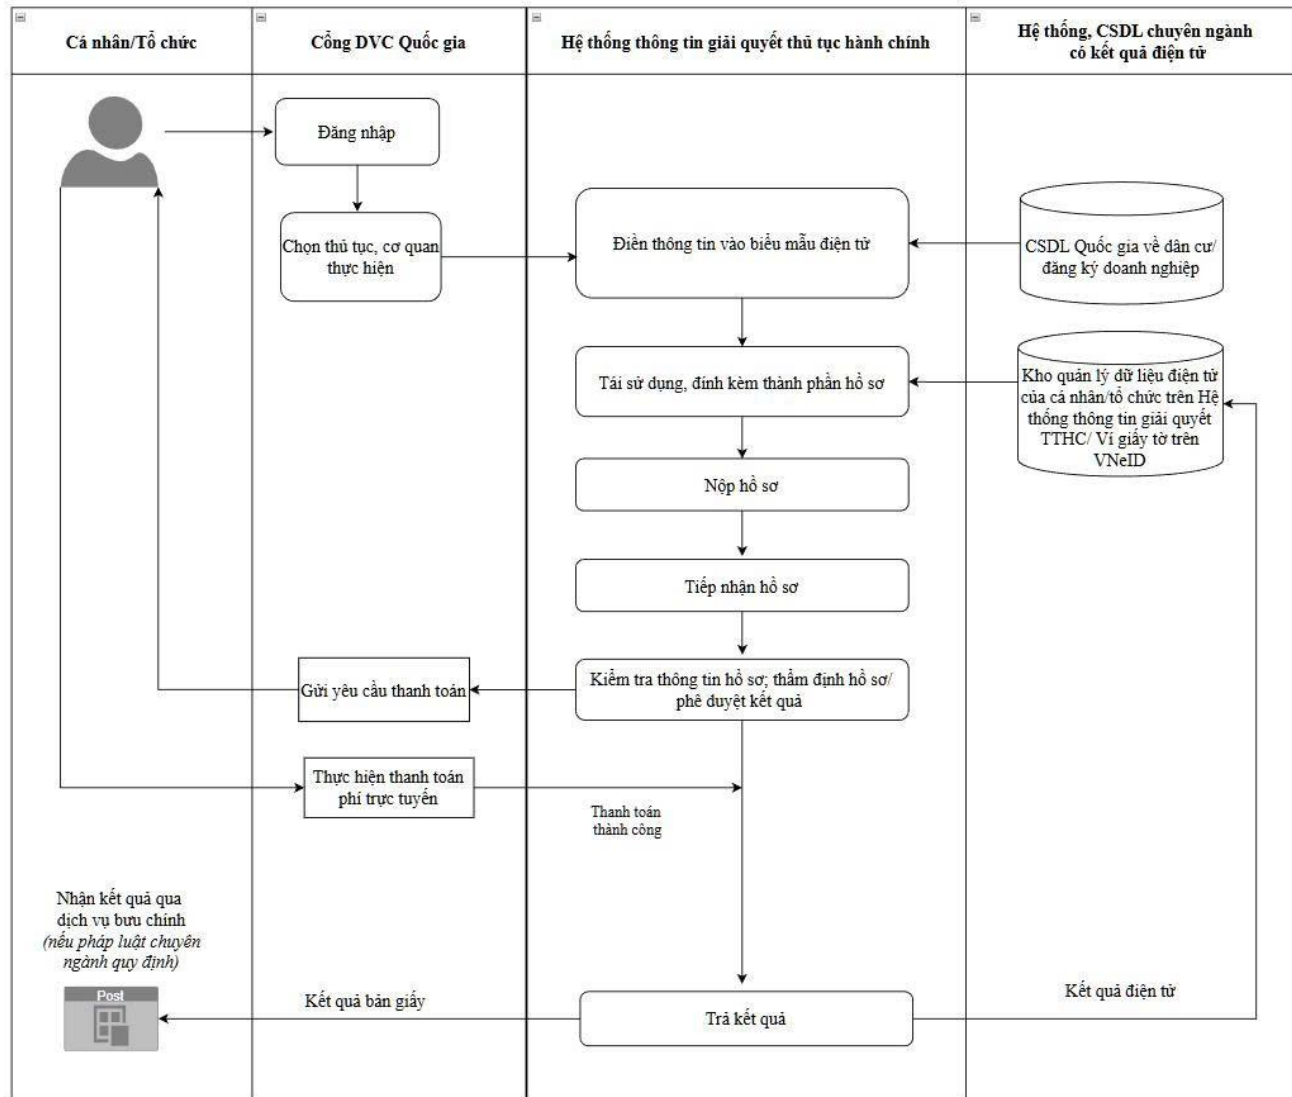 Cá nhân/Tổ chức
Cổng DVC Quốc gia
Hệ thống thông tin giải quyết thủ tục hành chính
Hệ thống, CSDL chuyên ngành
có kết quả điện tử
Đăng nhập
Chọn thủ tục, cơ quan
thực hiện
Điền thông tin vào biểu mẫu điện tử
CSDL Quốc gia về dân cư/
đăng ký doanh nghiệp
Tái sử dụng, đính kèm thành phần hồ sơ
Kho quản lý dữ liệu điện tử
của cá nhân/tổ chức trên Hệ
thống thông tin giải quyết
TTHC/ Ví giấy tờ trên
VNeID
Nộp hồ sơ
Tiếp nhận hồ sơ
Kiểm tra thông tin hồ sơ; thẩm định hồ sơ/
phê duyệt kết quả
Gửi yêu cầu thanh toán
Thực hiện thanh toán
phí trực tuyến
Thanh toán
thành công
Nhận kết quả qua
dịch vụ bưu chính
(nếu pháp luật chuyên
ngành quy định)
Post
Kết quả bản giấy
Trả kết quả
Kết quả điện tử